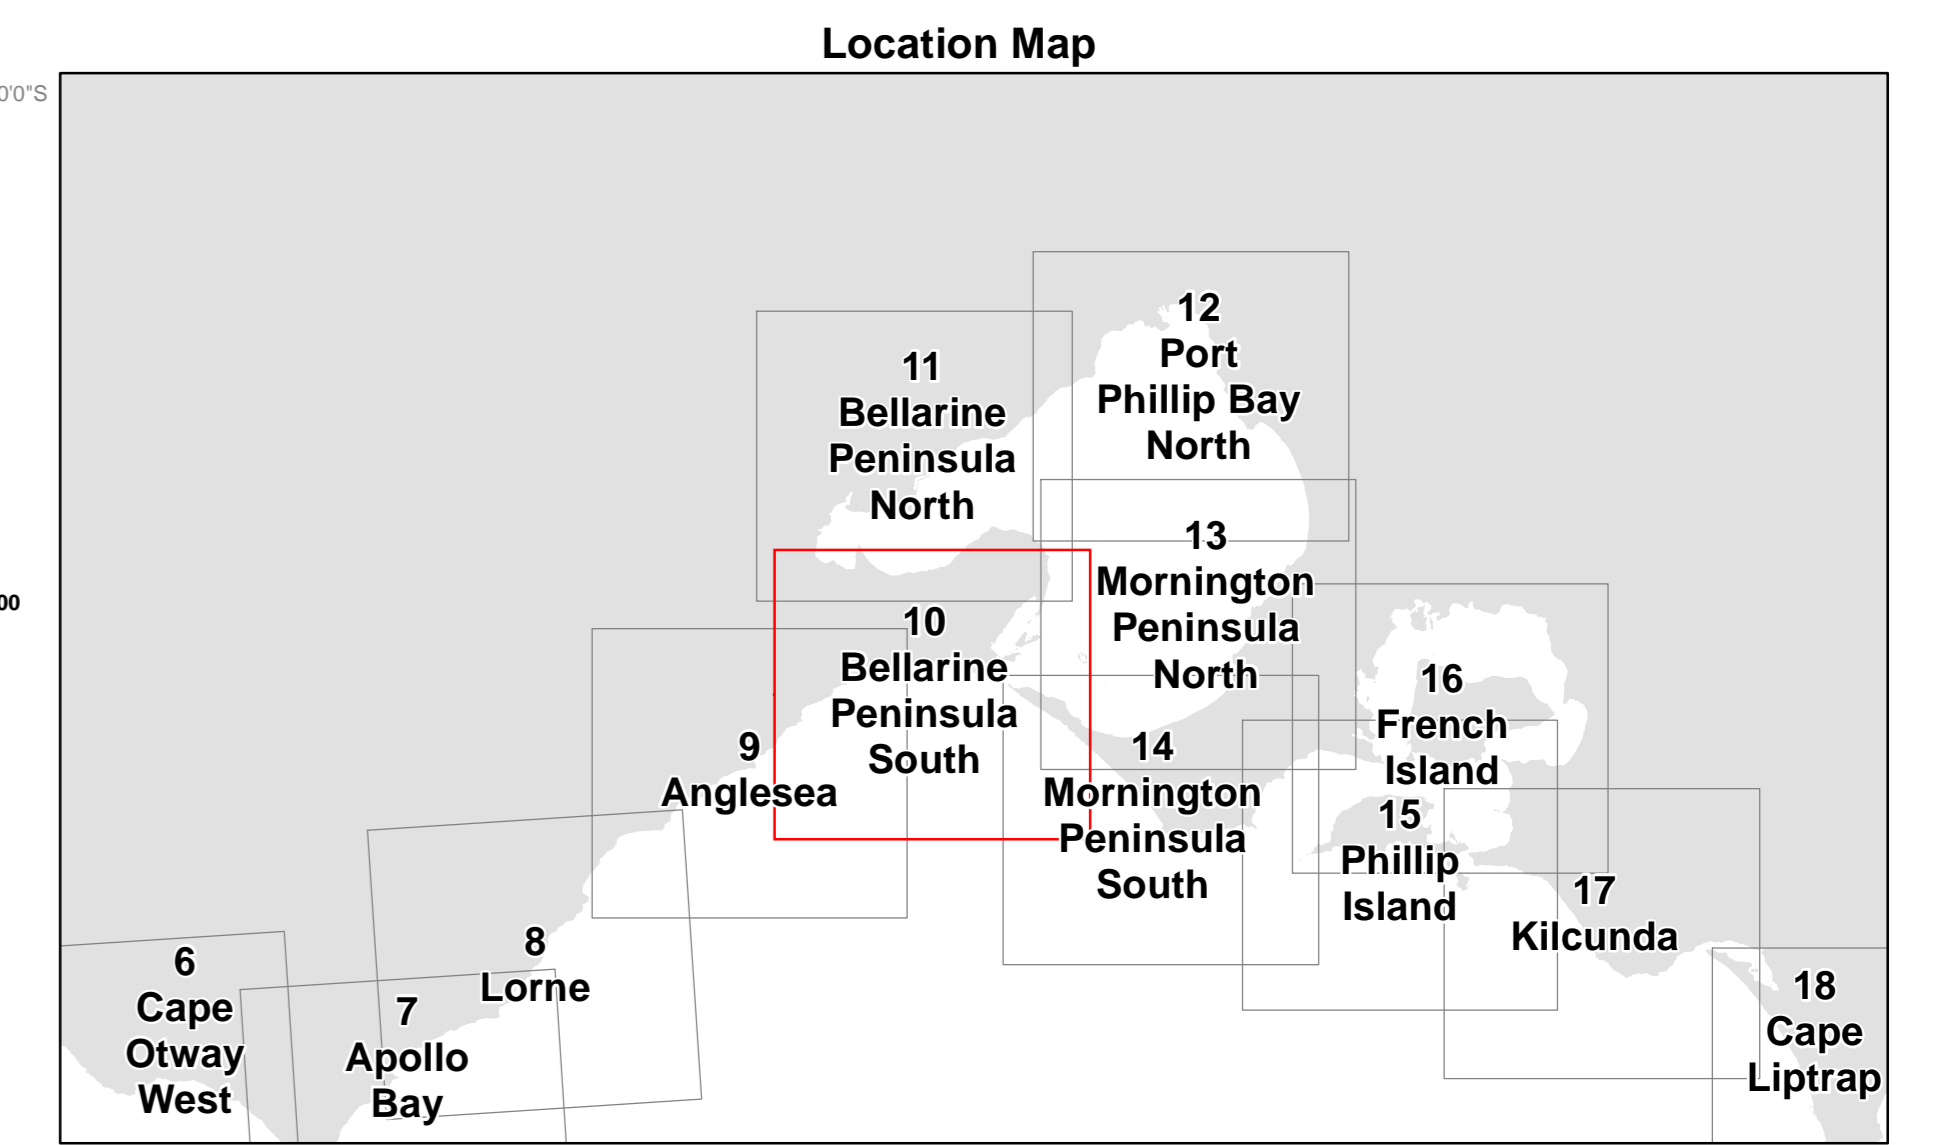 Location Map
0'0"S
00
12
Port
Phillip Bay
North
11
Bellarine
Peninsula
North
13
Mornington
Peninsula
North
10
Bellarine
Peninsula
South
16
French
Island
9
Anglesea
14
Mornington
Peninsula
South
15
Phillip
Island
17
Kilcunda
8
Lorne
6
Cape
Otway
West
7
Apollo
Bay
18
Cape
Liptrap